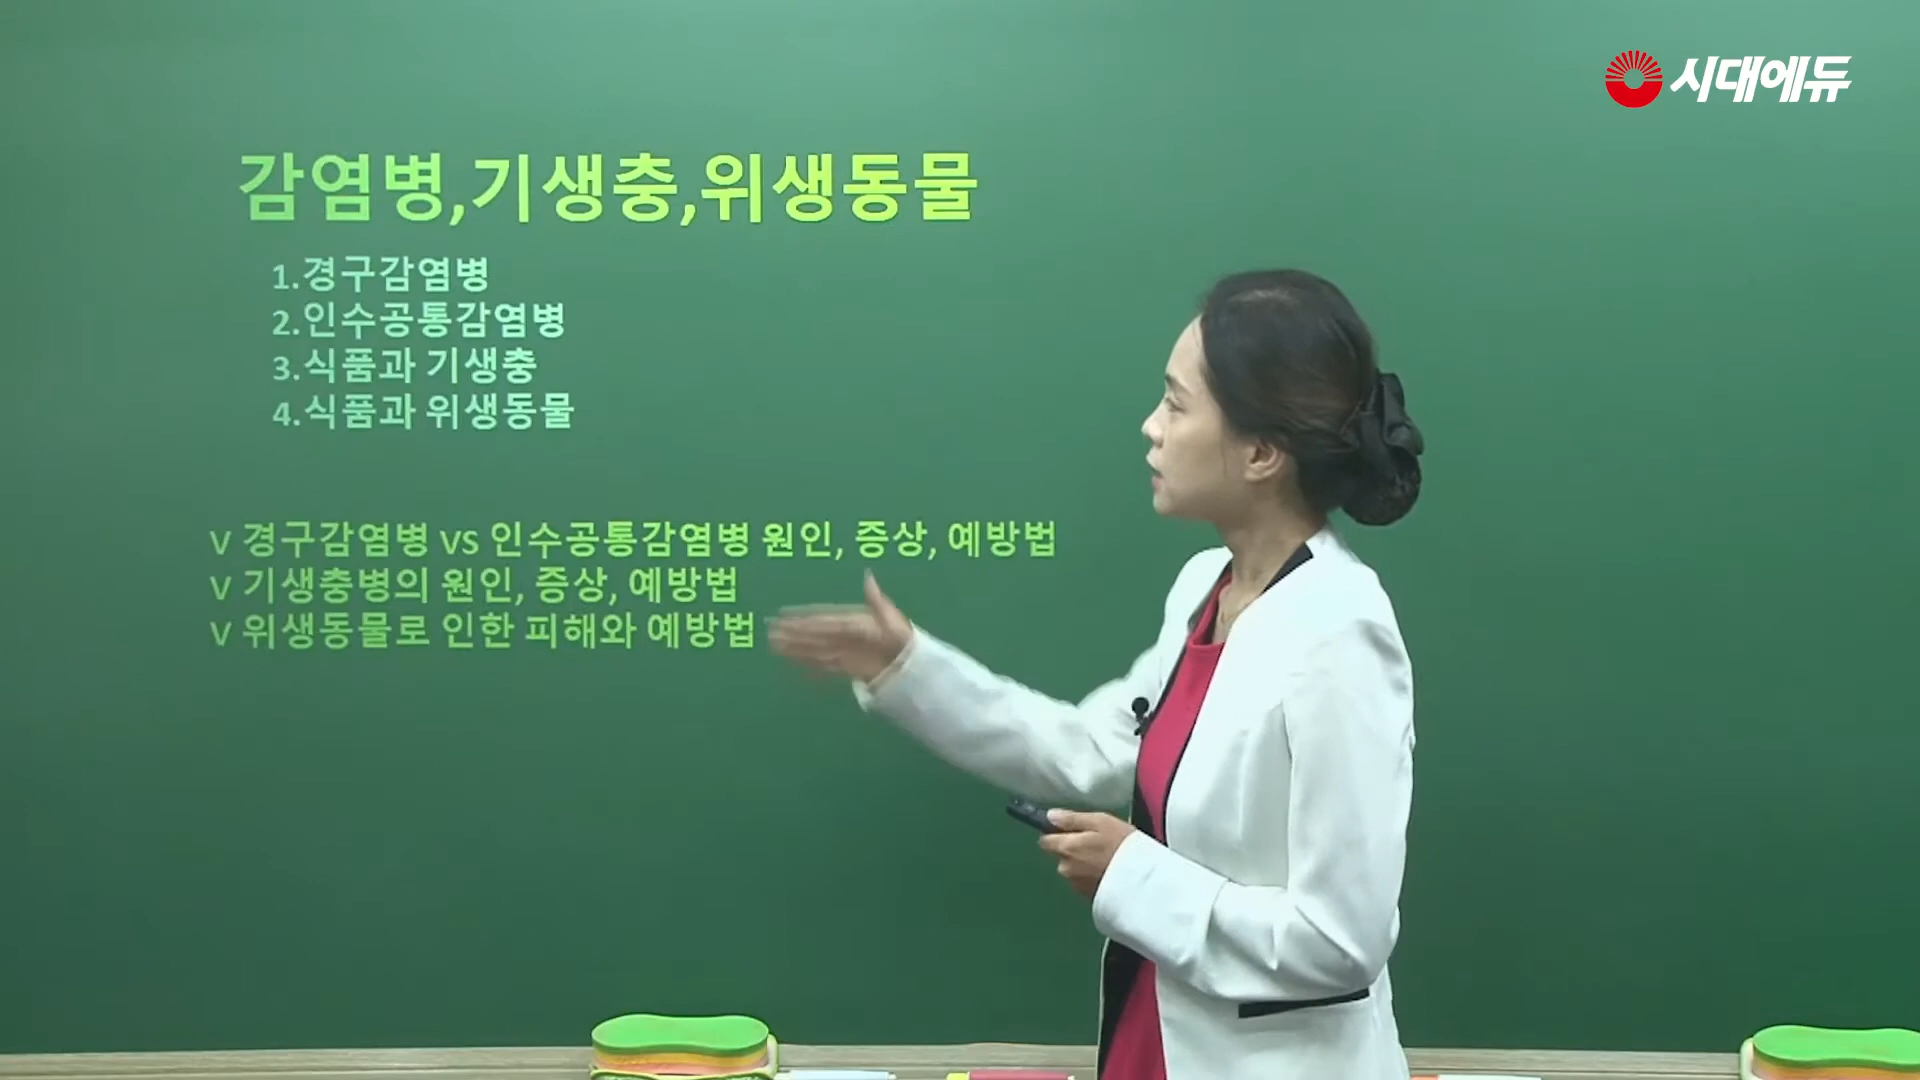 시대에듀
감염병,기생충,위생동물
1.경구감염병
2.인수공통감염병
3.식품과 기생충
4.식품과 위생동물
v 경구감염병 vs 인수공통감염병 원인, 증상, 예방법
v 기생충병의 원인, 증상, 예방법
v 위생동물로 인한 피해와 예방법